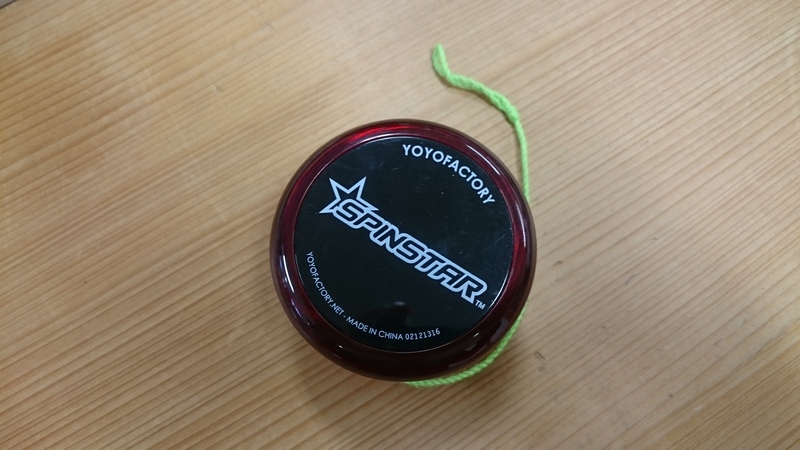 YOYOFACTORY
SPINSTAR™
YOYOFACTORY.NET - MADE IN CHINA 02121316